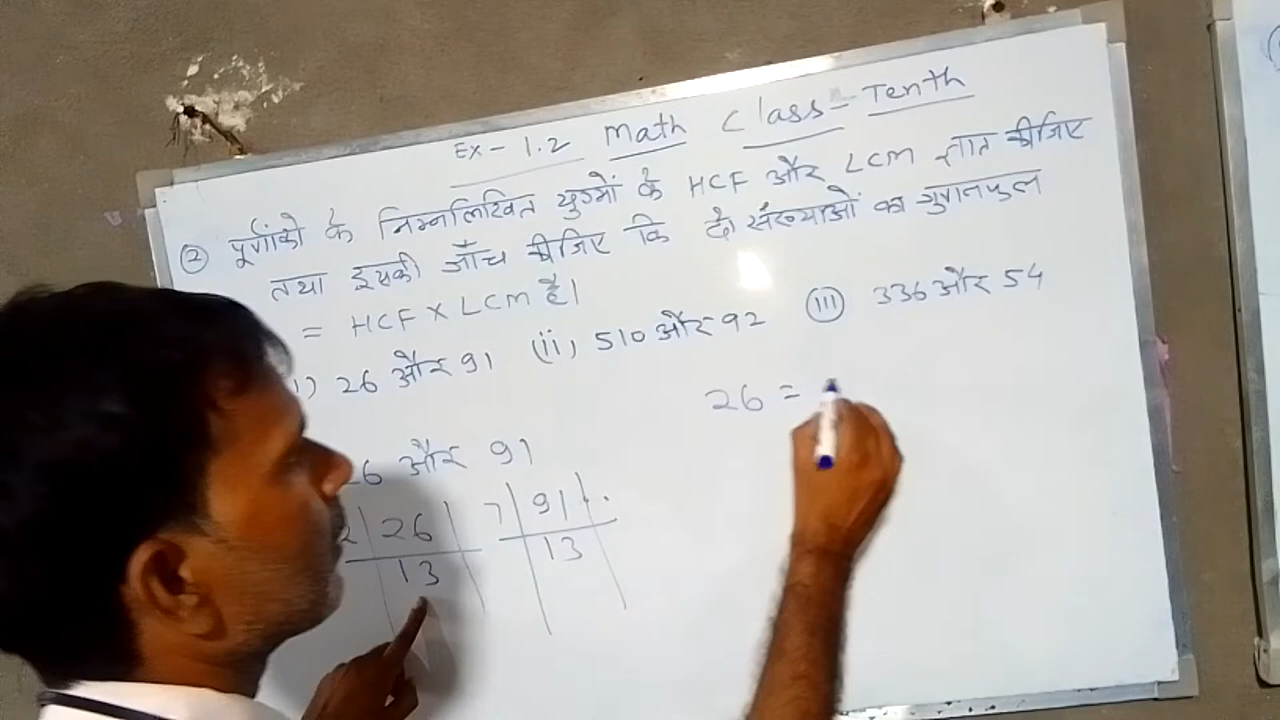 Ex- 1.2 Math Class- Tenth
② पूर्णांको के निम्नलिखित युग्मों के HCF और LCM ज्ञात कीजिए
तथा इसकी जाँच कीजिए कि दो संख्याओं का गुणनफल
= HCF X LCM है।
i) 26 और 91 (ii) 510 और 92 (iii) 336 और 54
26 =
26 और 91
2 26 7 91
13 13